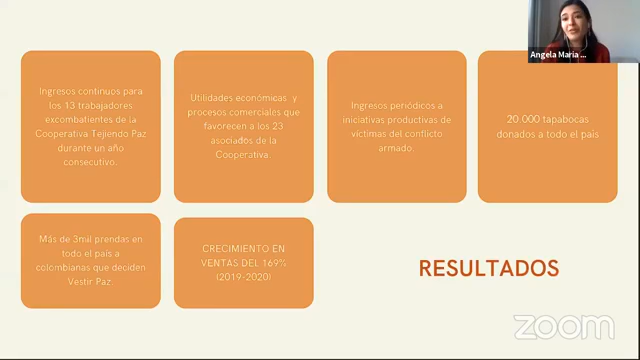 Angela Maria ...
Ingresos continuos para
los 13 trabajadores
excombatientes de la
Cooperativa Tejiendo Paz
durante un año
consecutivo.
Utilidades económicas y
procesos comerciales que
favorecen a los 23
asociados de la
Cooperativa.
Ingresos periódicos a
iniciativas productivas de
víctimas del conflicto
armado.
20.000 tapabocas
donados a todo el país
Más de 3mil prendas en
todo el país a
colombianas que deciden
Vestir Paz.
CRECIMIENTO EN
VENTAS DEL 169%
(2019-2020)
RESULTADOS
zoom